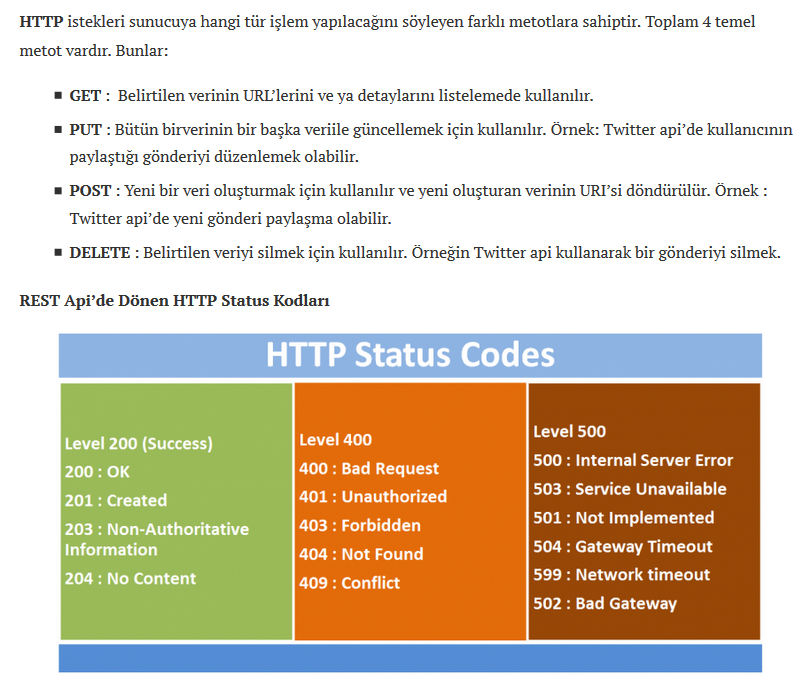 HTTP istekleri sunucuya hangi tür işlem yapılacağını söyleyen farklı metotlara sahiptir. Toplam 4 temel
metot vardır. Bunlar:
GET : Belirtilen verinin URL’lerini ve ya detaylarını listelemede kullanılır.
PUT : Bütün birverinin bir başka veriile güncellemek için kullanılır. Örnek: Twitter api’de kullanıcının
paylaştığı gönderiyi düzenlemek olabilir.
POST : Yeni bir veri oluşturmak için kullanılır ve yeni oluşturan verinin URI’si döndürülür. Örnek :
Twitter api’de yeni gönderi paylaşma olabilir.
DELETE : Belirtilen veriyi silmek için kullanılır. Örneğin Twitter api kullanarak bir gönderiyi silmek.
REST Api’de Dönen HTTP Status Kodları
HTTP Status Codes
Level 200 (Success)
200 : OK
201 : Created
203 : Non-Authoritative
Information
204 : No Content
Level 400
400 : Bad Request
401 : Unauthorized
403 : Forbidden
404 : Not Found
409 : Conflict
Level 500
500 : Internal Server Error
503 : Service Unavailable
501 : Not Implemented
504 : Gateway Timeout
599 : Network timeout
502 : Bad Gateway